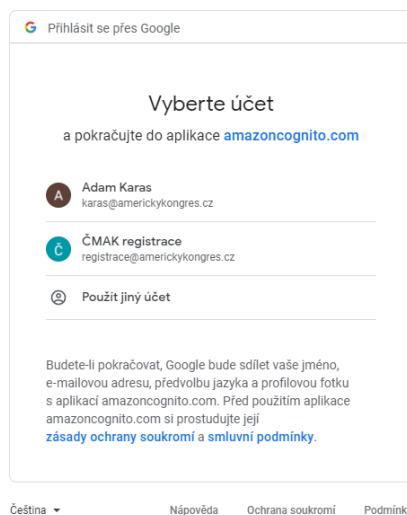 Přihlásit se přes Google
Vyberte účet
a pokračujte do aplikace amazoncognito.com
A
Adam Karas
karas@americkykongres.cz
Č
ČMAK registrace
registrace@americkykongres.cz
Použít jiný účet
Budete-li pokračovat, Google bude sdílet vaše jméno,
e-mailovou adresu, předvolbu jazyka a profilovou fotku
s aplikací amazoncognito.com. Před použitím aplikace
amazoncognito.com si prostudujte její
zásady ochrany soukromí a smluvní podmínky.
Čeština Nápověda Ochrana soukromí Podmínk